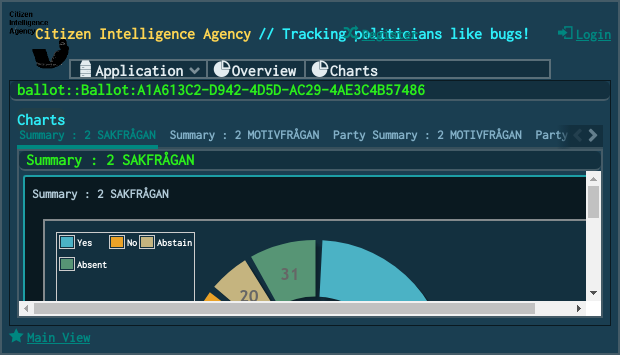 Citizen
Intelligence
Agency
Citizen Intelligence Agency // Tracking politicians like bugs!
Register
Login
Application
Overview
Charts
ballot::Ballot:A1A613C2-D942-4D5D-AC29-4AE3C4B57486
Charts
Summary : 2 SAKFRÅGAN
Summary : 2 MOTIVFRÅGAN
Party Summary : 2 MOTIVFRÅGAN
Party
Summary : 2 SAKFRÅGAN
Summary : 2 SAKFRÅGAN
Yes
No
Abstain
Absent
31
20
Main View